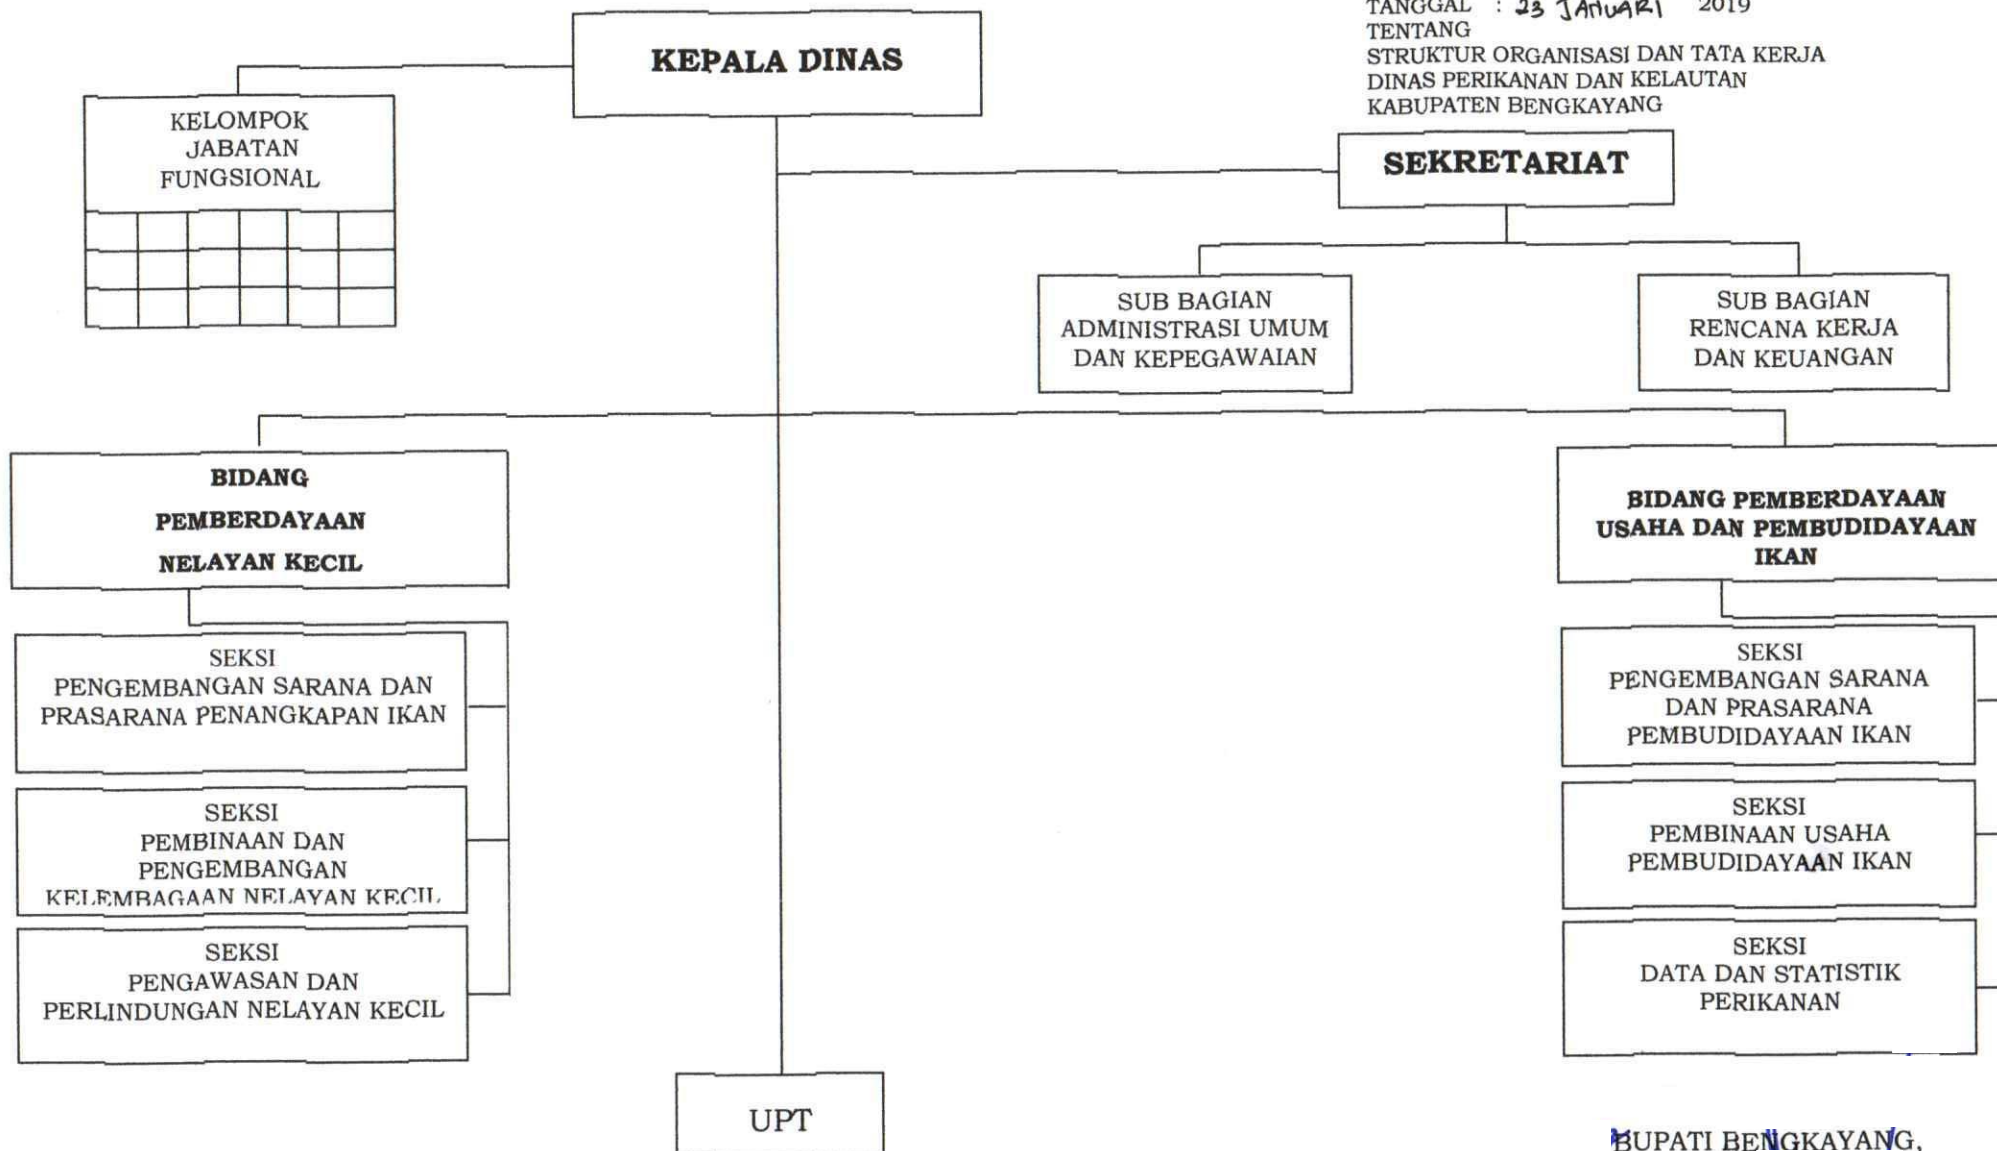 TANGGAL : 23 JANUARI 2019
TENTANG
STRUKTUR ORGANISASI DAN TATA KERJA
DINAS PERIKANAN DAN KELAUTAN
KABUPATEN BENGKAYANG
KEPALA DINAS
KELOMPOK
JABATAN
FUNGSIONAL
SEKRETARIAT
SUB BAGIAN
ADMINISTRASI UMUM
DAN KEPEGAWAIAN
SUB BAGIAN
RENCANA KERJA
DAN KEUANGAN
BIDANG
PEMBERDAYAAN
NELAYAN KECIL
SEKSI
PENGEMBANGAN SARANA DAN
PRASARANA PENANGKAPAN IKAN
SEKSI
PEMBINAAN DAN
PENGEMBANGAN
KELEMBAGAAN NELAYAN KECIL
SEKSI
PENGAWASAN DAN
PERLINDUNGAN NELAYAN KECIL
BIDANG PEMBERDAYAAN
USAHA DAN PEMBUDIDAYAAN
IKAN
SEKSI
PENGEMBANGAN SARANA
DAN PRASARANA
PEMBUDIDAYAAN IKAN
SEKSI
PEMBINAAN USAHA
PEMBUDIDAYAAN IKAN
SEKSI
DATA DAN STATISTIK
PERIKANAN
UPT
BUPATI BENGKAYANG,